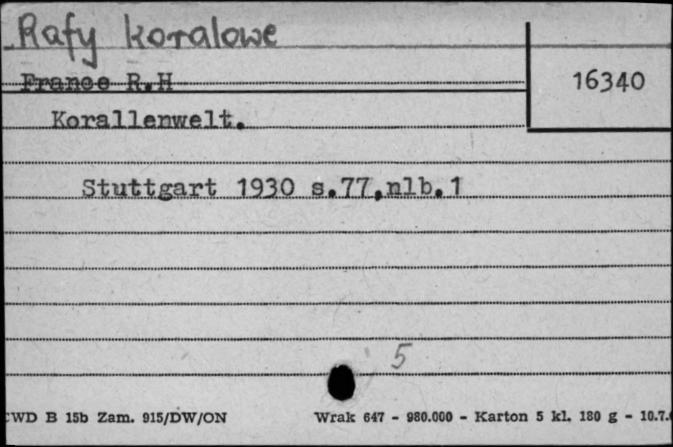 Rafy koralowe
France R.H
16340
Korallenwelt.
Stuttgart 1930 s.77,nlb.1
5
CWD B 15b Zam. 915/DW/ON
Wrak 647 - 980.000 - Karton 5 kl. 180 g - 10.7.